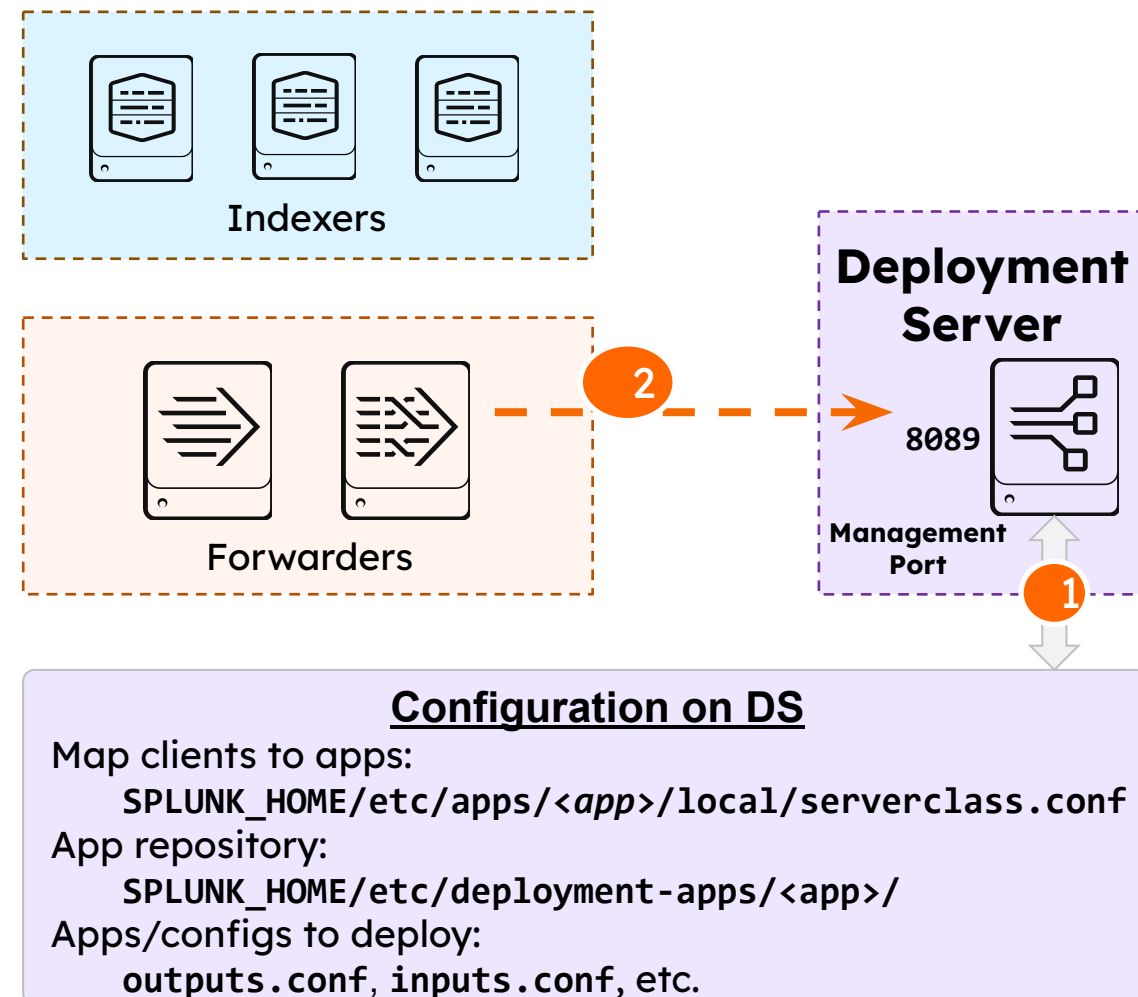 Indexers
Deployment
Server
2
8089
Management
Port
Forwarders
1
Configuration on DS
Map clients to apps:
SPLUNK_HOME/etc/apps/<app>/local/serverclass.conf
App repository:
SPLUNK_HOME/etc/deployment-apps/<app>/
Apps/configs to deploy:
outputs.conf, inputs.conf, etc.